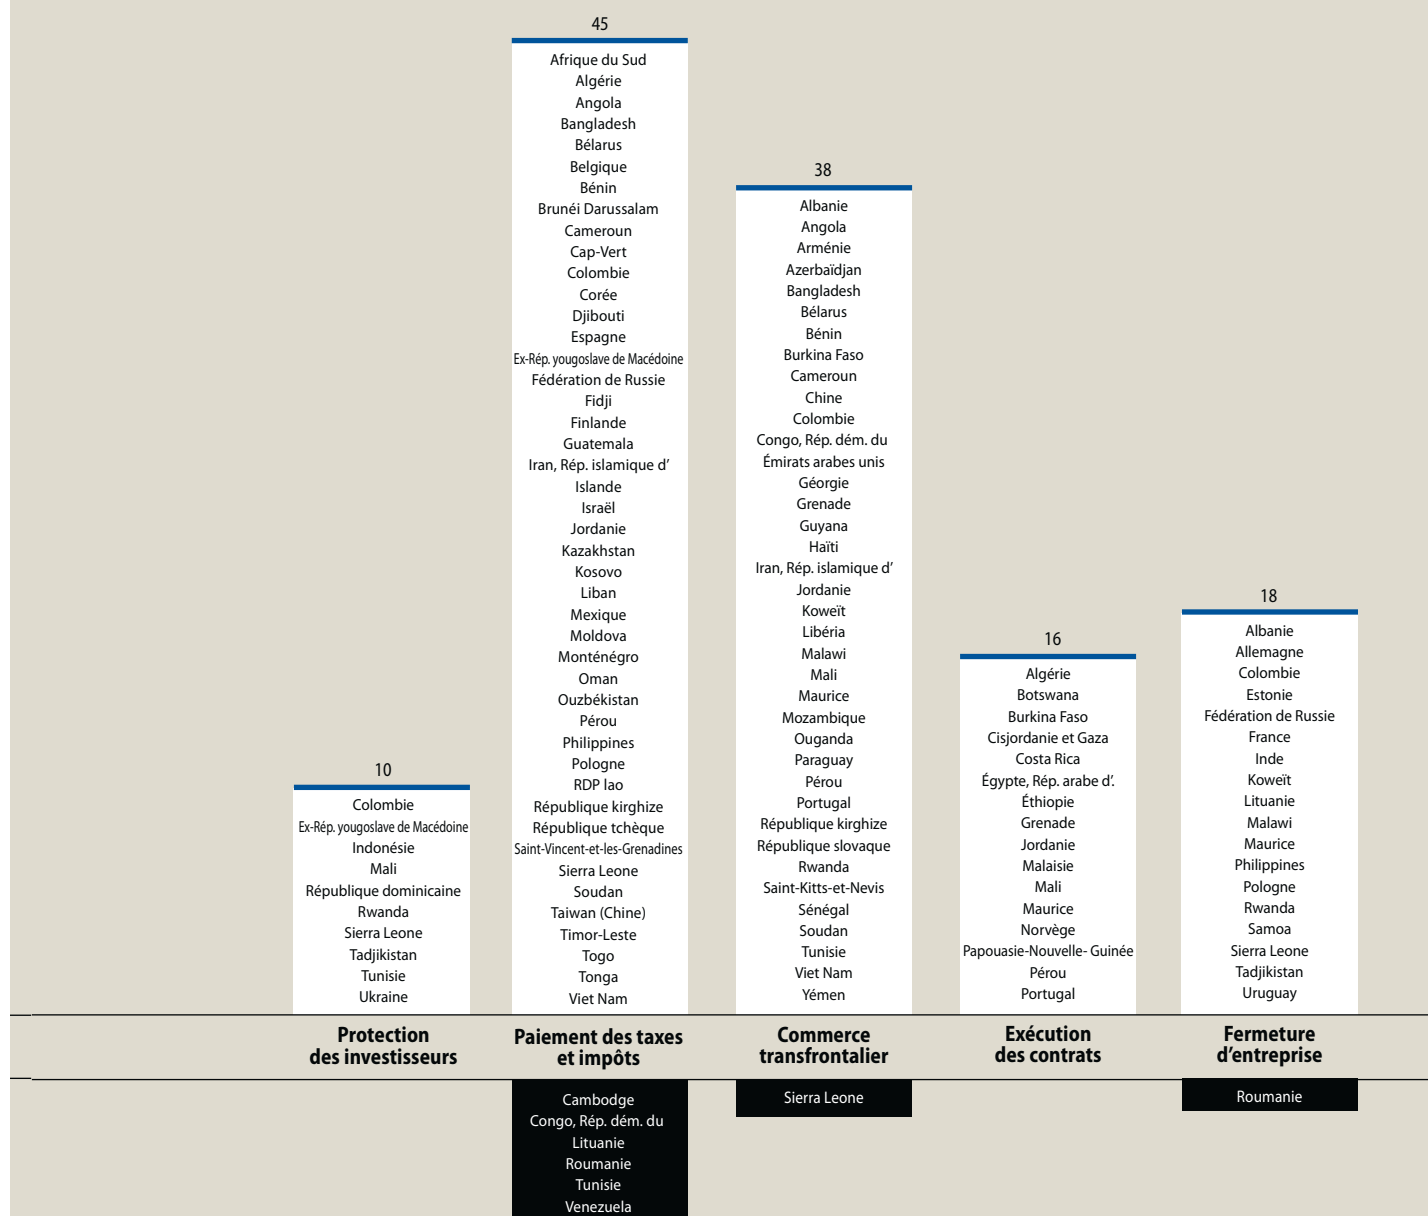 45
Afrique du Sud
Algérie
Angola
Bangladesh
Bélarus
Belgique
Bénin
Brunéi Darussalam
Cameroun
Cap-Vert
Colombie
Corée
Djibouti
Espagne
Ex-Rép. yougoslave de Macédoine
Fédération de Russie
Fidji
Finlande
Guatemala
Iran, Rép. islamique d’
Islande
Israël
Jordanie
Kazakhstan
Kosovo
Liban
Mexique
Moldova
Monténégro
Oman
Ouzbékistan
Pérou
Philippines
Pologne
RDP lao
République kirghize
République tchèque
Saint-Vincent-et-les-Grenadines
Sierra Leone
Soudan
Taiwan (Chine)
Timor-Leste
Togo
Tonga
Viet Nam
38
Albanie
Angola
Arménie
Azerbaïdjan
Bangladesh
Bélarus
Bénin
Burkina Faso
Cameroun
Chine
Colombie
Congo, Rép. dém. du
Émirats arabes unis
Géorgie
Grenade
Guyana
Haïti
Iran, Rép. islamique d’
Jordanie
Koweït
Libéria
Malawi
Mali
Maurice
Mozambique
Ouganda
Paraguay
Pérou
Portugal
République kirghize
République slovaque
Rwanda
Saint-Kitts-et-Nevis
Sénégal
Soudan
Tunisie
Viet Nam
Yémen
16
Algérie
Botswana
Burkina Faso
Cisjordanie et Gaza
Costa Rica
Égypte, Rép. arabe d’.
Éthiopie
Grenade
Jordanie
Malaisie
Mali
Maurice
Norvège
Papouasie-Nouvelle- Guinée
Pérou
Portugal
18
Albanie
Allemagne
Colombie
Estonie
Fédération de Russie
France
Inde
Koweït
Lituanie
Malawi
Maurice
Philippines
Pologne
Rwanda
Samoa
Sierra Leone
Tadjikistan
Uruguay
10
Colombie
Ex-Rép. yougoslave de Macédoine
Indonésie
Mali
République dominicaine
Rwanda
Sierra Leone
Tadjikistan
Tunisie
Ukraine
Protection
des investisseurs
Paiement des taxes
et impôts
Commerce
transfrontalier
Exécution
des contrats
Fermeture
d’entreprise
Cambodge
Congo, Rép. dém. du
Lituanie
Roumanie
Tunisie
Venezuela
Sierra Leone
Roumanie